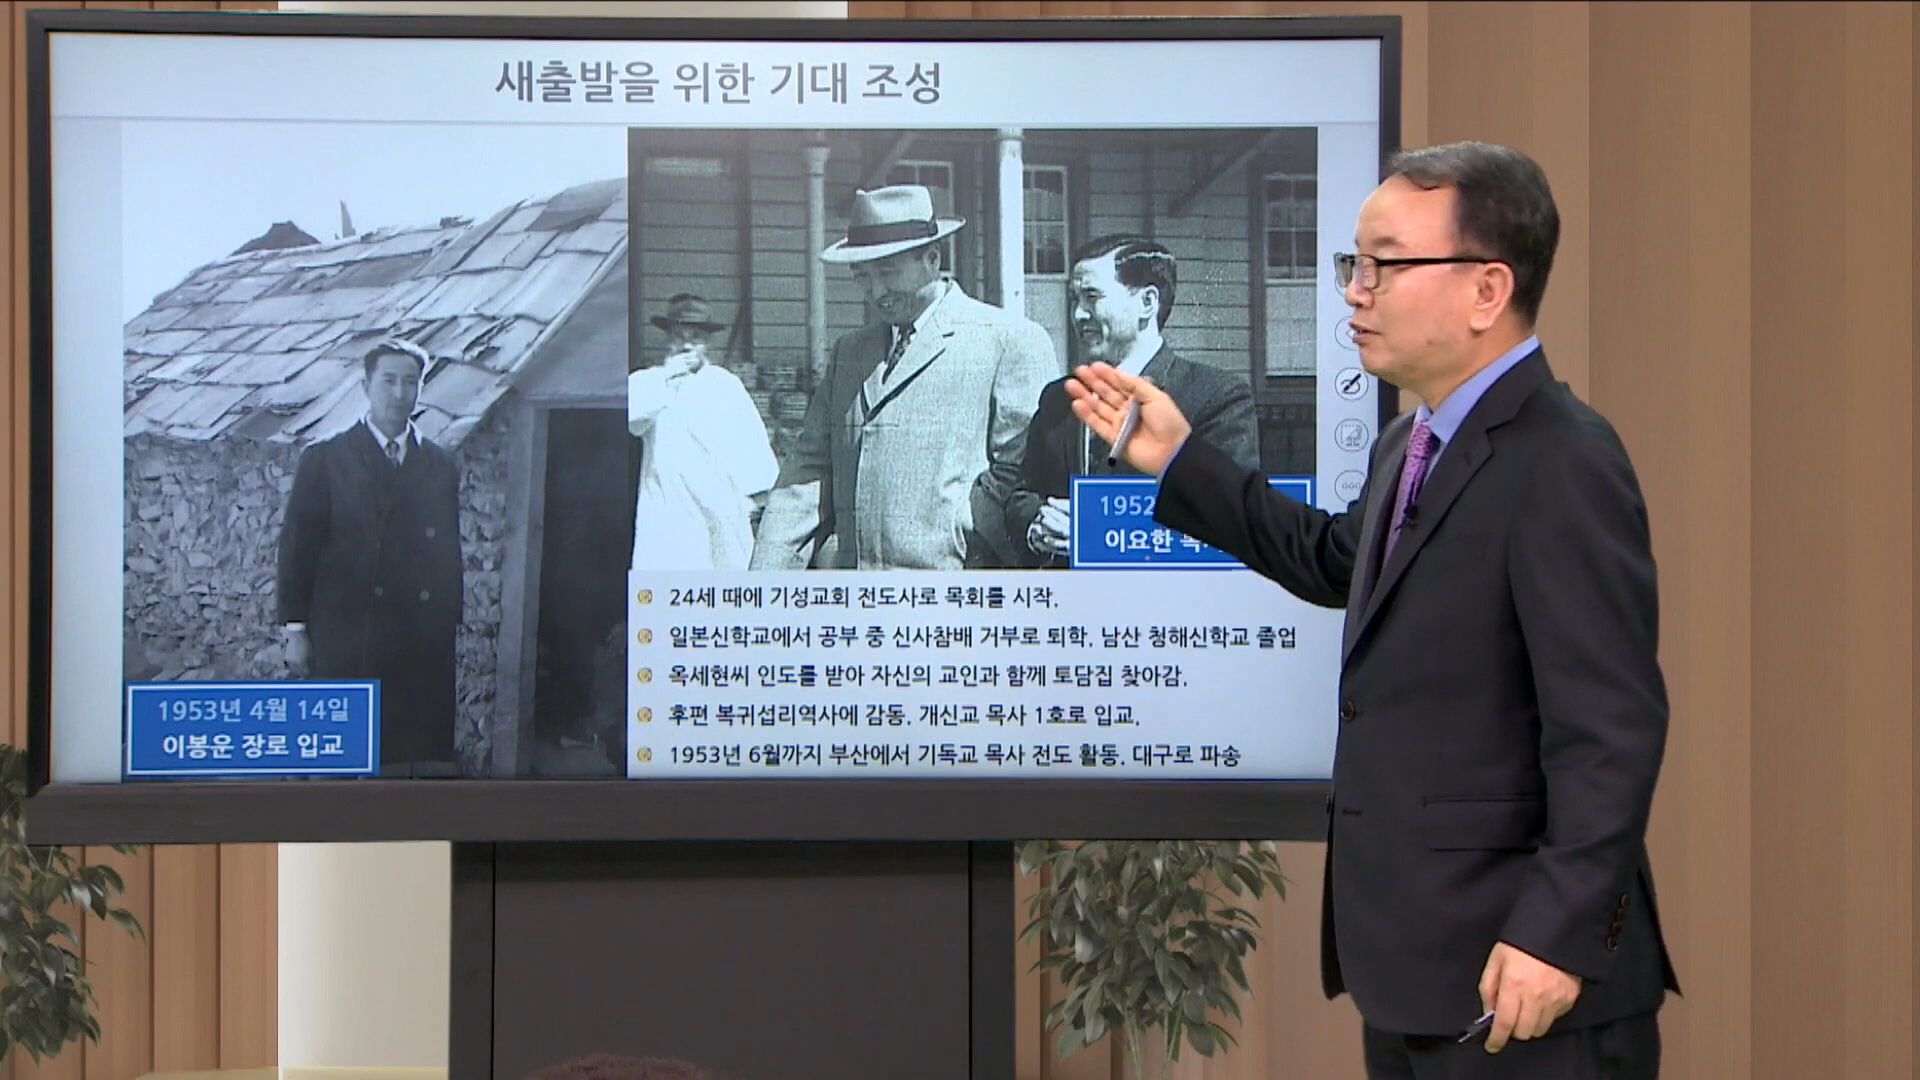 새출발을 위한 기대 조성
1953년 4월 14일
이봉운 장로 입교
1952
이요한
24세 때에 기성교회 전도사로 목회를 시작.
일본신학교에서 공부 중 신사참배 거부로 퇴학. 남산 청해신학교 졸업
옥세현씨 인도를 받아 자신의 교인과 함께 토담집 찾아감.
후편 복귀섭리역사에 감동. 개신교 목사 1호로 입교.
1953년 6월까지 부산에서 기독교 목사 전도 활동. 대구로 파송